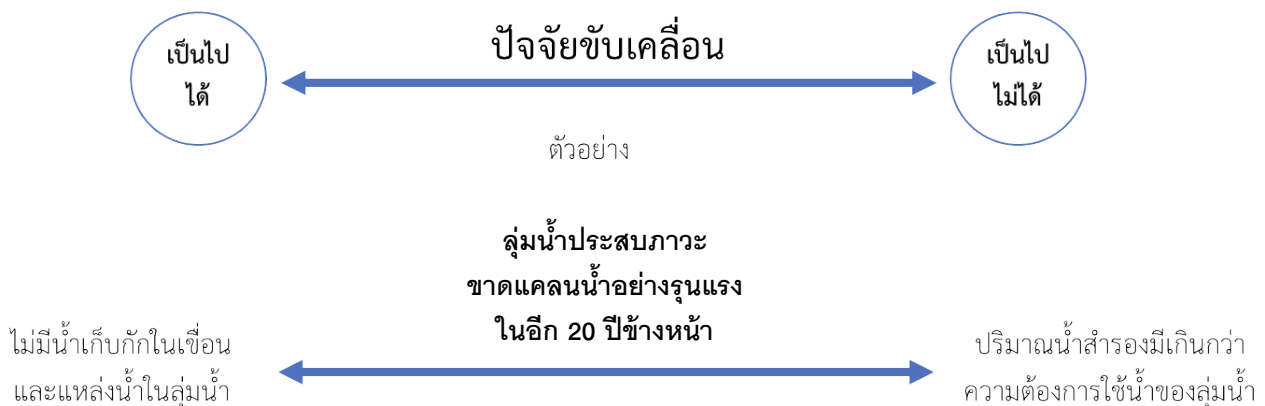 เป็นไป
ได้
ปัจจัยขับเคลื่อน
เป็นไป
ไม่ได้
ตัวอย่าง
ลุ่มน้ำประสบภาวะ
ขาดแคลนน้ำอย่างรุนแรง
ในอีก 20 ปีข้างหน้า
ไม่มีน้ำเก็บกักในเขื่อน
และแหล่งน้ำในลุ่มน้ำ
ปริมาณน้ำสำรองมีเกินกว่า
ความต้องการใช้น้ำของลุ่มน้ำ